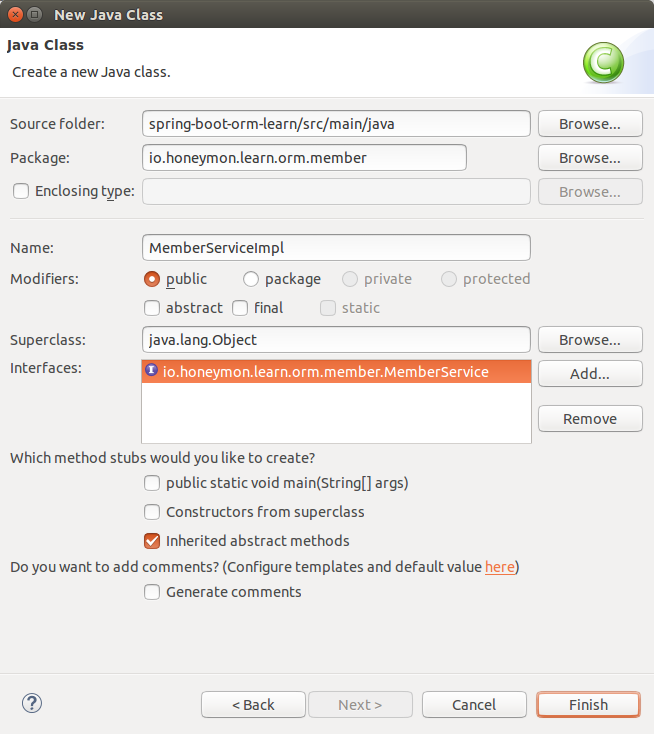 New Java Class
Java Class
Create a new Java class.
Source folder: spring-boot-orm-learn/src/main/java Browse...
Package: io.honeymon.learn.orm.member Browse...
Enclosing type: Browse...
Name: MemberServiceImpl
Modifiers: public package private protected
abstract final static
Superclass: java.lang.Object Browse...
Interfaces: io.honeymon.learn.orm.member.MemberService Add...
Remove
Which method stubs would you like to create?
public static void main(String[] args)
Constructors from superclass
Inherited abstract methods
Do you want to add comments? (Configure templates and default value here)
Generate comments
? < Back Next > Cancel Finish